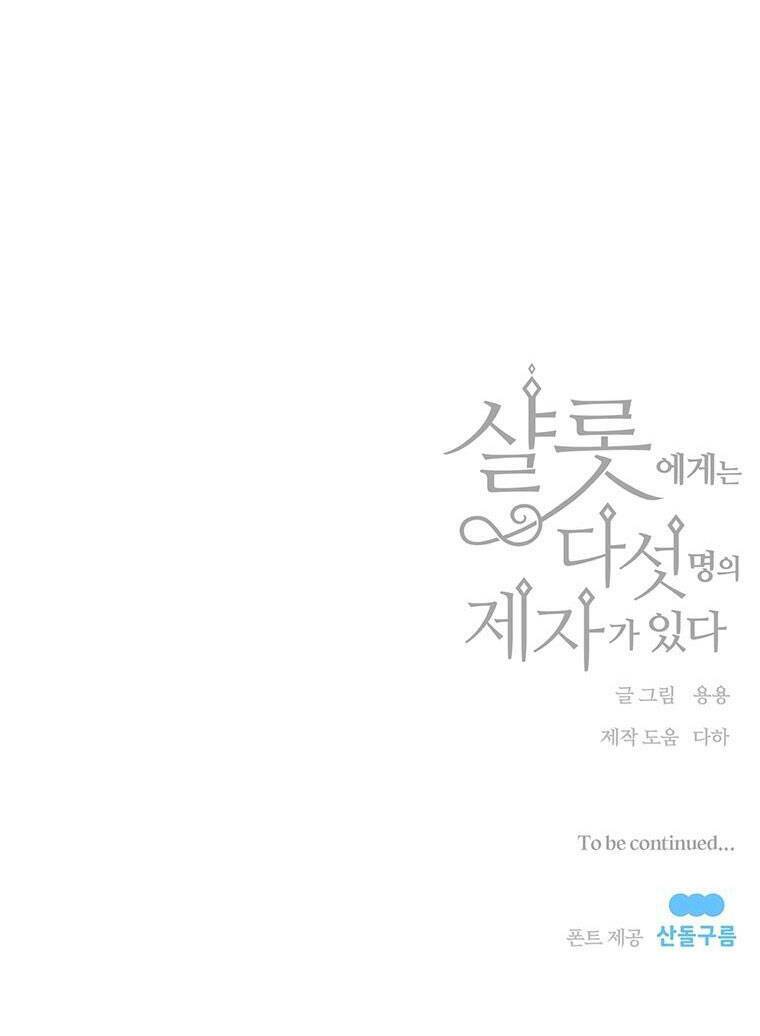 샬롯에게는
다섯명의
제자가 있다
글 그림 용용
제작 도움 다하
To be continued...
폰트 제공 산돌구름